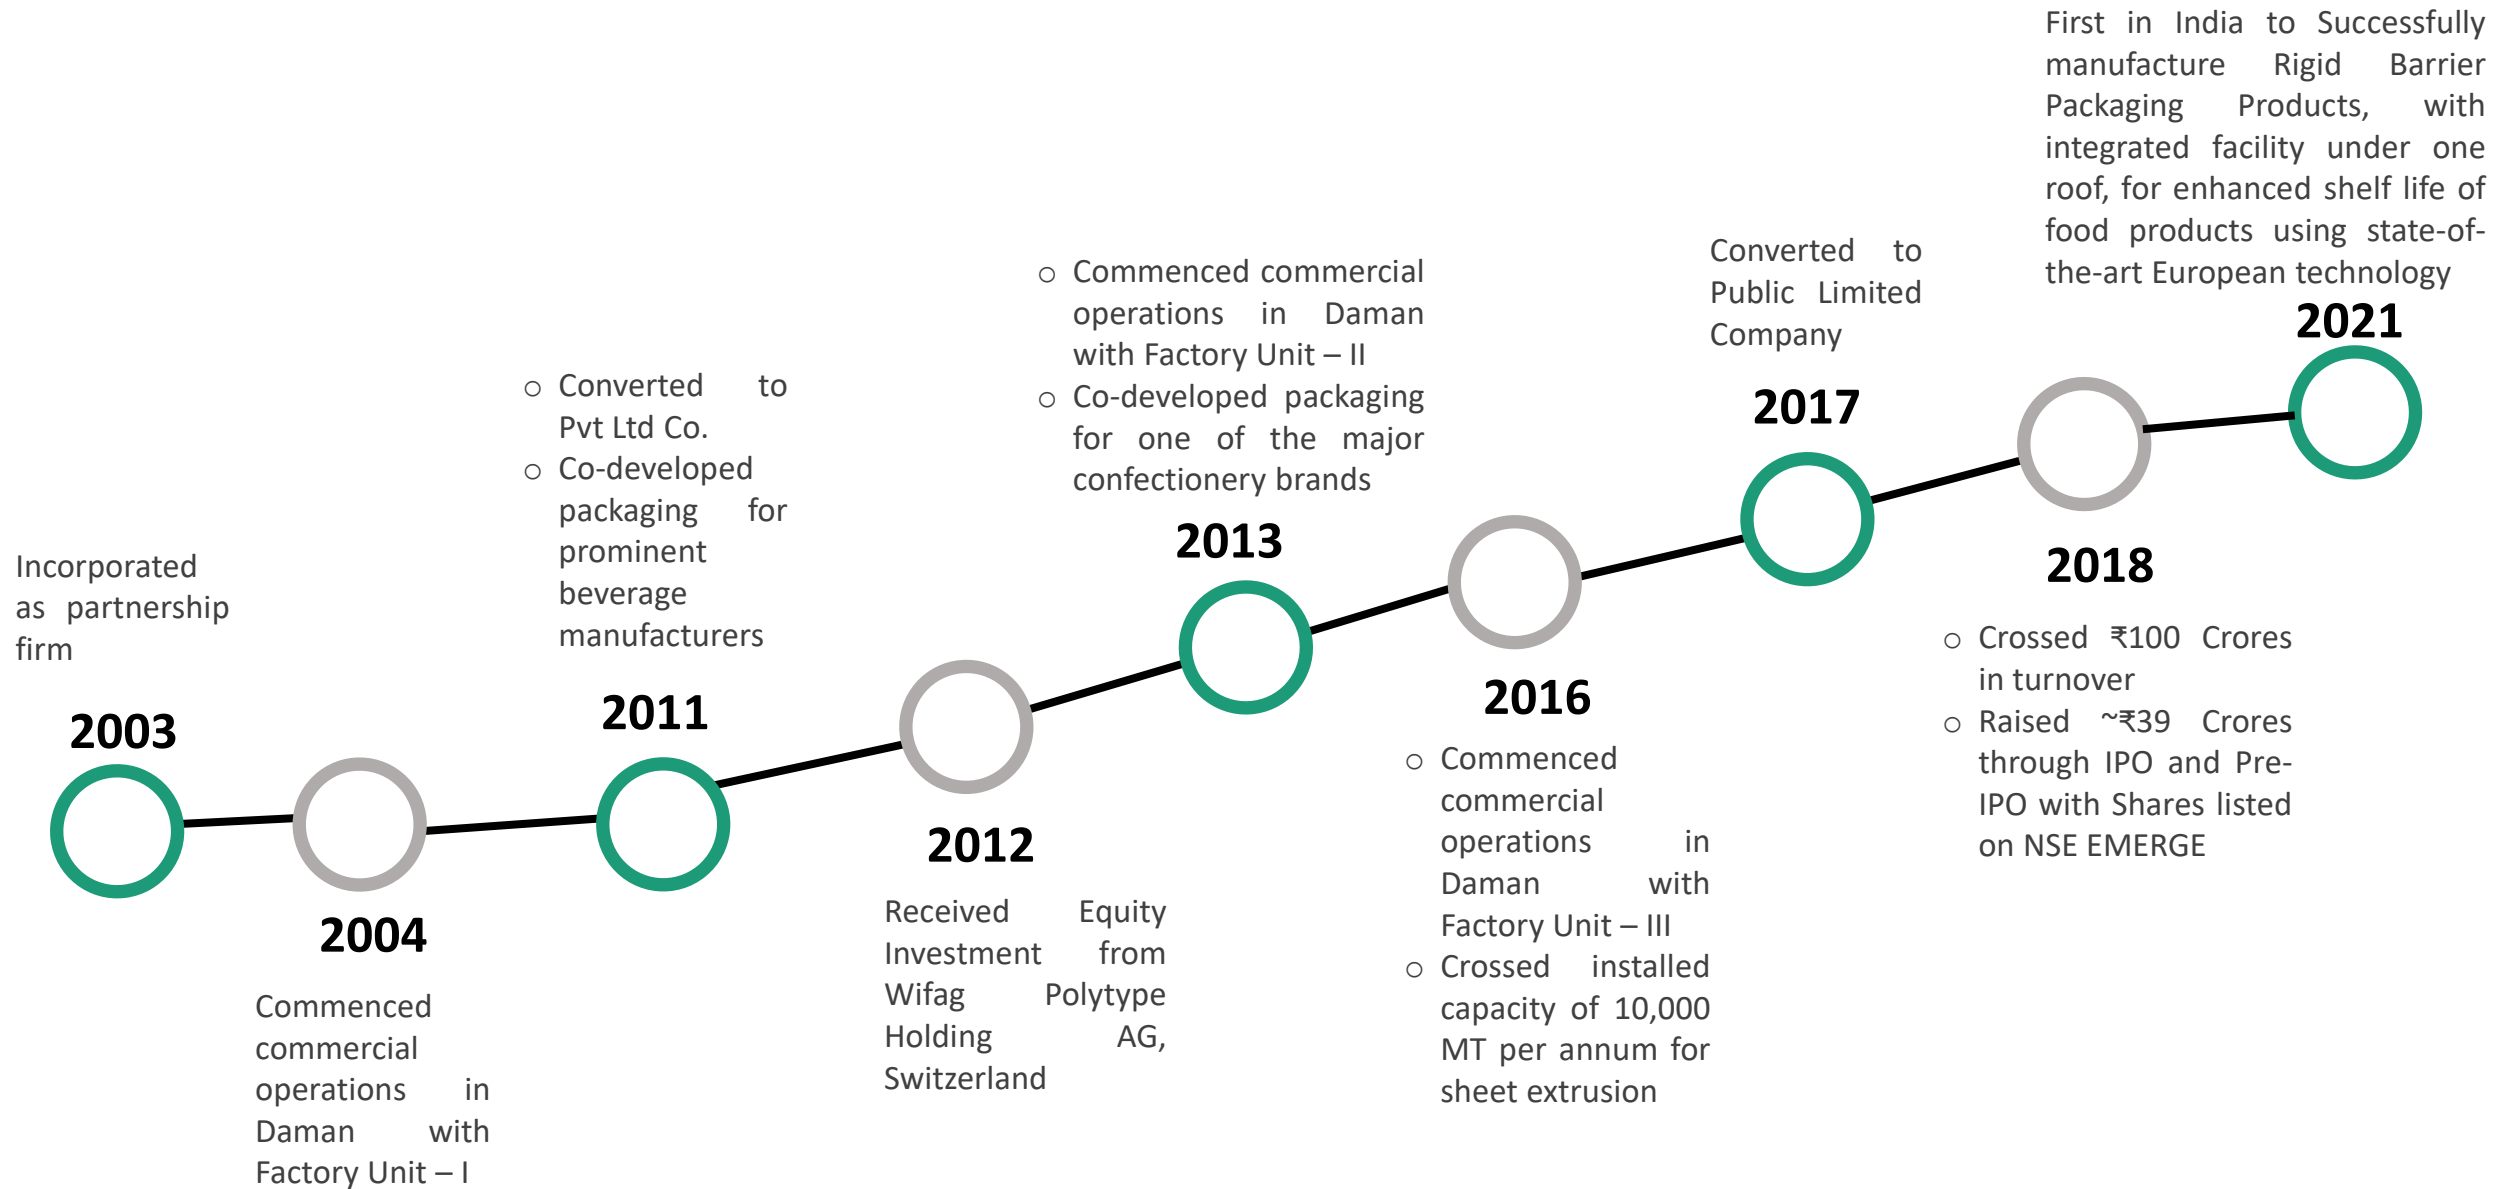 Incorporated
as partnership
firm
2003
2004
Commenced
commercial
operations in
Daman with
Factory Unit – I
○ Converted to
Pvt Ltd Co.
○ Co-developed
packaging for
prominent
beverage
manufacturers
2011
2012
Received Equity
Investment from
Wifag Polytype
Holding AG,
Switzerland
○ Commenced commercial
operations in Daman
with Factory Unit – II
○ Co-developed packaging
for one of the major
confectionery brands
2013
2016
○ Commenced
commercial
operations in
Daman with
Factory Unit – III
○ Crossed installed
capacity of 10,000
MT per annum for
sheet extrusion
Converted to
Public Limited
Company
2017
2018
○ Crossed ₹100 Crores
in turnover
○ Raised ~₹39 Crores
through IPO and Pre-
IPO with Shares listed
on NSE EMERGE
First in India to Successfully
manufacture Rigid Barrier
Packaging Products, with
integrated facility under one
roof, for enhanced shelf life of
food products using state-of-
the-art European technology
2021